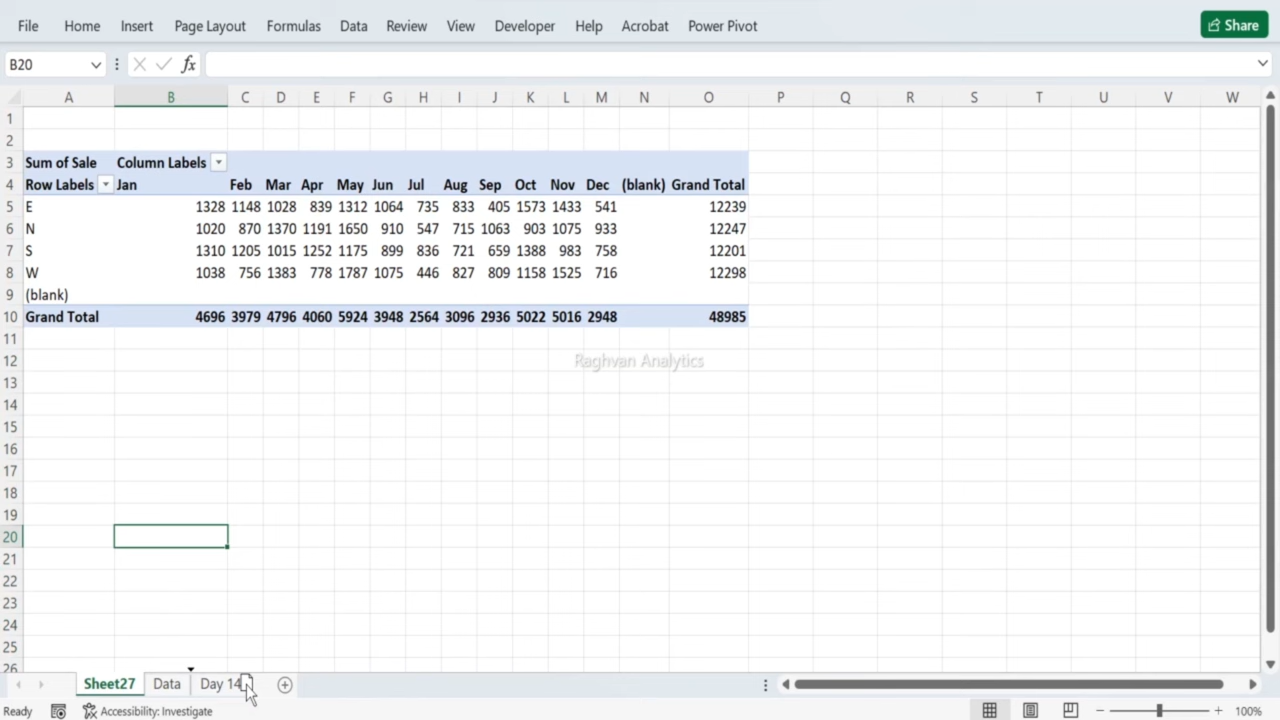 File Home Insert Page Layout Formulas Data Review View Developer Help Acrobat Power Pivot Share
B20 fx
A B C D E F G H I J K L M N O P Q R S T U V W
1
2
3 Sum of Sale Column Labels
4 Row Labels Jan Feb Mar Apr May Jun Jul Aug Sep Oct Nov Dec (blank) Grand Total
5 E 1328 1148 1028 839 1312 1064 735 833 405 1573 1433 541 12239
6 N 1020 870 1370 1191 1650 910 547 715 1063 903 1075 933 12247
7 S 1310 1205 1015 1252 1175 899 836 721 659 1388 983 758 12201
8 W 1038 756 1383 778 1787 1075 446 827 809 1158 1525 716 12298
9 (blank)
10 Grand Total 4696 3979 4796 4060 5924 3948 2564 3096 2936 5022 5016 2948 48985
11
12 Raghvan Analytics
13
14
15
16
17
18
19
20
21
22
23
24
25
26
Sheet27 Data Day 14
Ready Accessibility: Investigate 100%